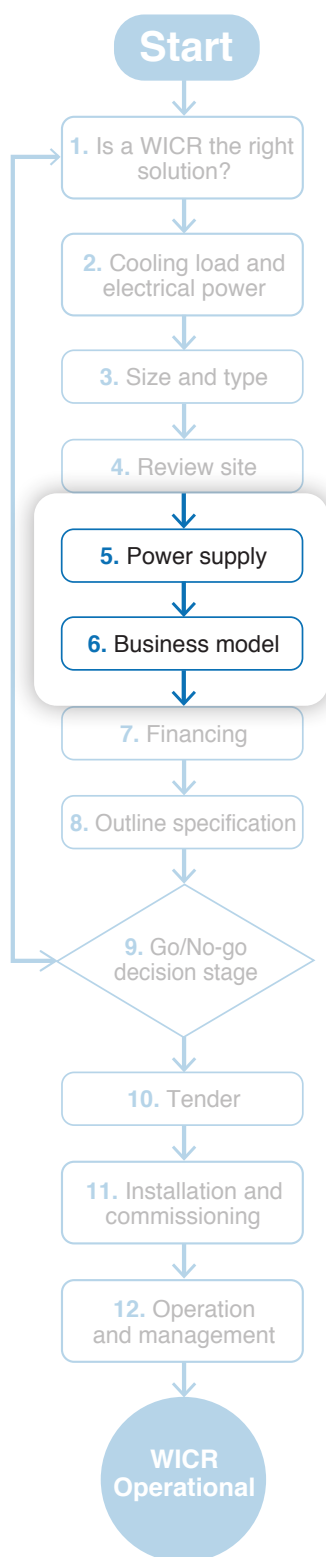 Start
1. Is a WICR the right
solution?
2. Cooling load and
electrical power
3. Size and type
4. Review site
5. Power supply
6. Business model
7. Financing
8. Outline specification
9. Go/No-go
decision stage
10. Tender
11. Installation and
commissioning
12. Operation
and management
WICR
Operational